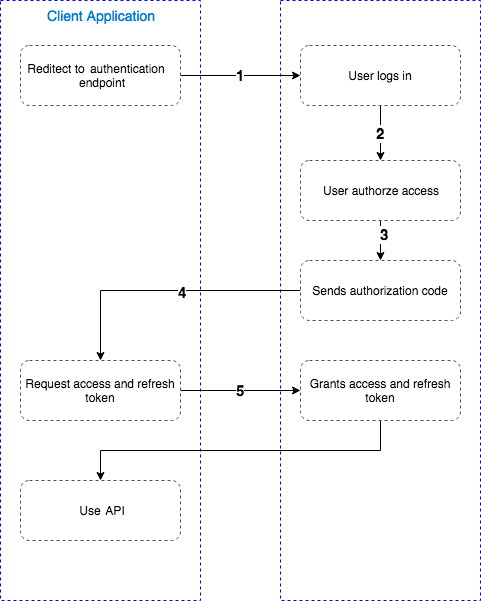 Client Application
Reditect to authentication
endpoint
1
User logs in
2
User authorze access
3
Sends authorization code
4
Request access and refresh
token
5
Grants access and refresh
token
Use API